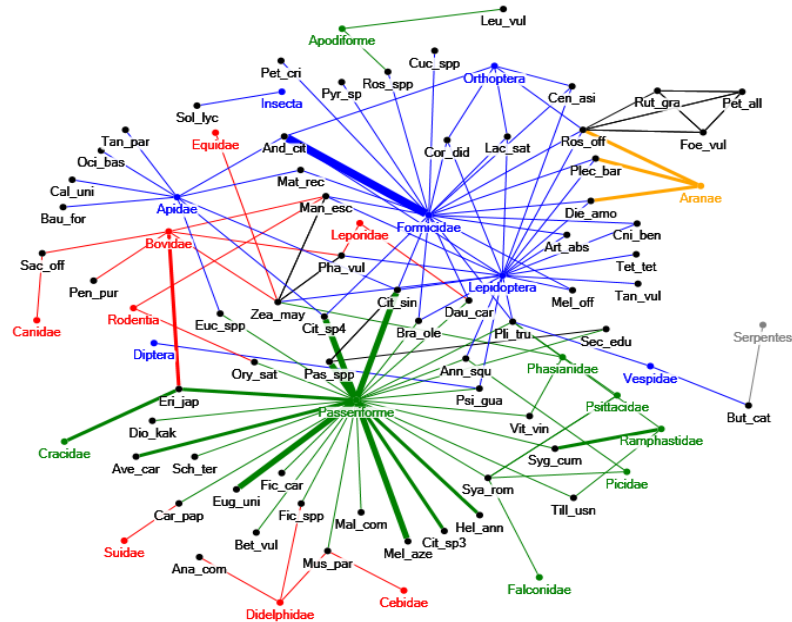 Leu_vul
Apodiforme
Cuc_spp
Pet_cri
Ros_spp
Orthoptera
Pyr_sp
Cen_asi
Insecta
Rut_gra
Pet_all
Sol_lyc
Tan_par
Equidae
And_cit
Cor_did
Lac_sat
Ros_off
Foe_vul
Oci_bas
Plec_bar
Cal_uni
Mat_rec
Aranae
Bau_for
Apidae
Man_esc
Die_amo
Formicidae
Leporidae
Cni_ben
Bovidae
Art_abs
Sac_off
Pha_vul
Tet_tet
Pen_pur
Cit_sin
Lepidoptera
Mel_off
Tan_vul
Canidae
Rodentia
Euc_spp
Zea_may
Cit_sp4
Bra_ole
Dau_car
Pli_tru
Sec_edu
Serpentes
Diptera
Ory_sat
Pas_spp
Ann_squ
Phasianidae
Vespidae
Eri_jap
Passeriforme
Psi_gua
Psittacidae
But_cat
Dio_kak
Vit_vin
Ramphastidae
Cracidae
Ave_car
Sch_ter
Syg_cum
Fic_car
Sya_rom
Picidae
Eug_uni
Fic_spp
Till_usn
Car_pap
Mal_com
Hel_ann
Bet_vul
Cit_sp3
Suidae
Mel_aze
Ana_com
Mus_par
Falconidae
Cebidae
Didelphidae